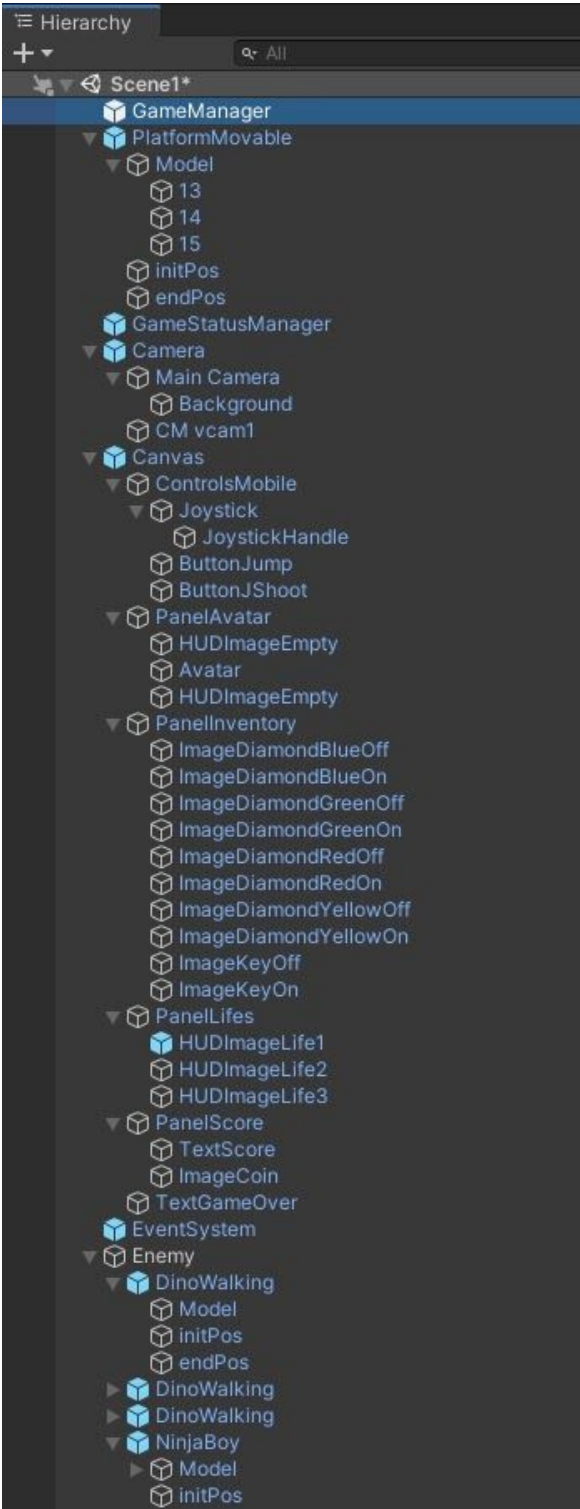 Hierarchy
All
Scene1*
GameManager
PlatformMovable
Model
13
14
15
initPos
endPos
GameStatusManager
Camera
Main Camera
Background
CM vcam1
Canvas
ControlsMobile
Joystick
JoystickHandle
ButtonJump
ButtonJShoot
PanelAvatar
HUDImageEmpty
Avatar
HUDImageEmpty
PanelInventory
ImageDiamondBlueOff
ImageDiamondBlueOn
ImageDiamondGreenOff
ImageDiamondGreenOn
ImageDiamondRedOff
ImageDiamondRedOn
ImageDiamondYellowOff
ImageDiamondYellowOn
ImageKeyOff
ImageKeyOn
PanelLifes
HUDImageLife1
HUDImageLife2
HUDImageLife3
PanelScore
TextScore
ImageCoin
TextGameOver
EventSystem
Enemy
DinoWalking
Model
initPos
endPos
DinoWalking
DinoWalking
NinjaBoy
Model
initPos